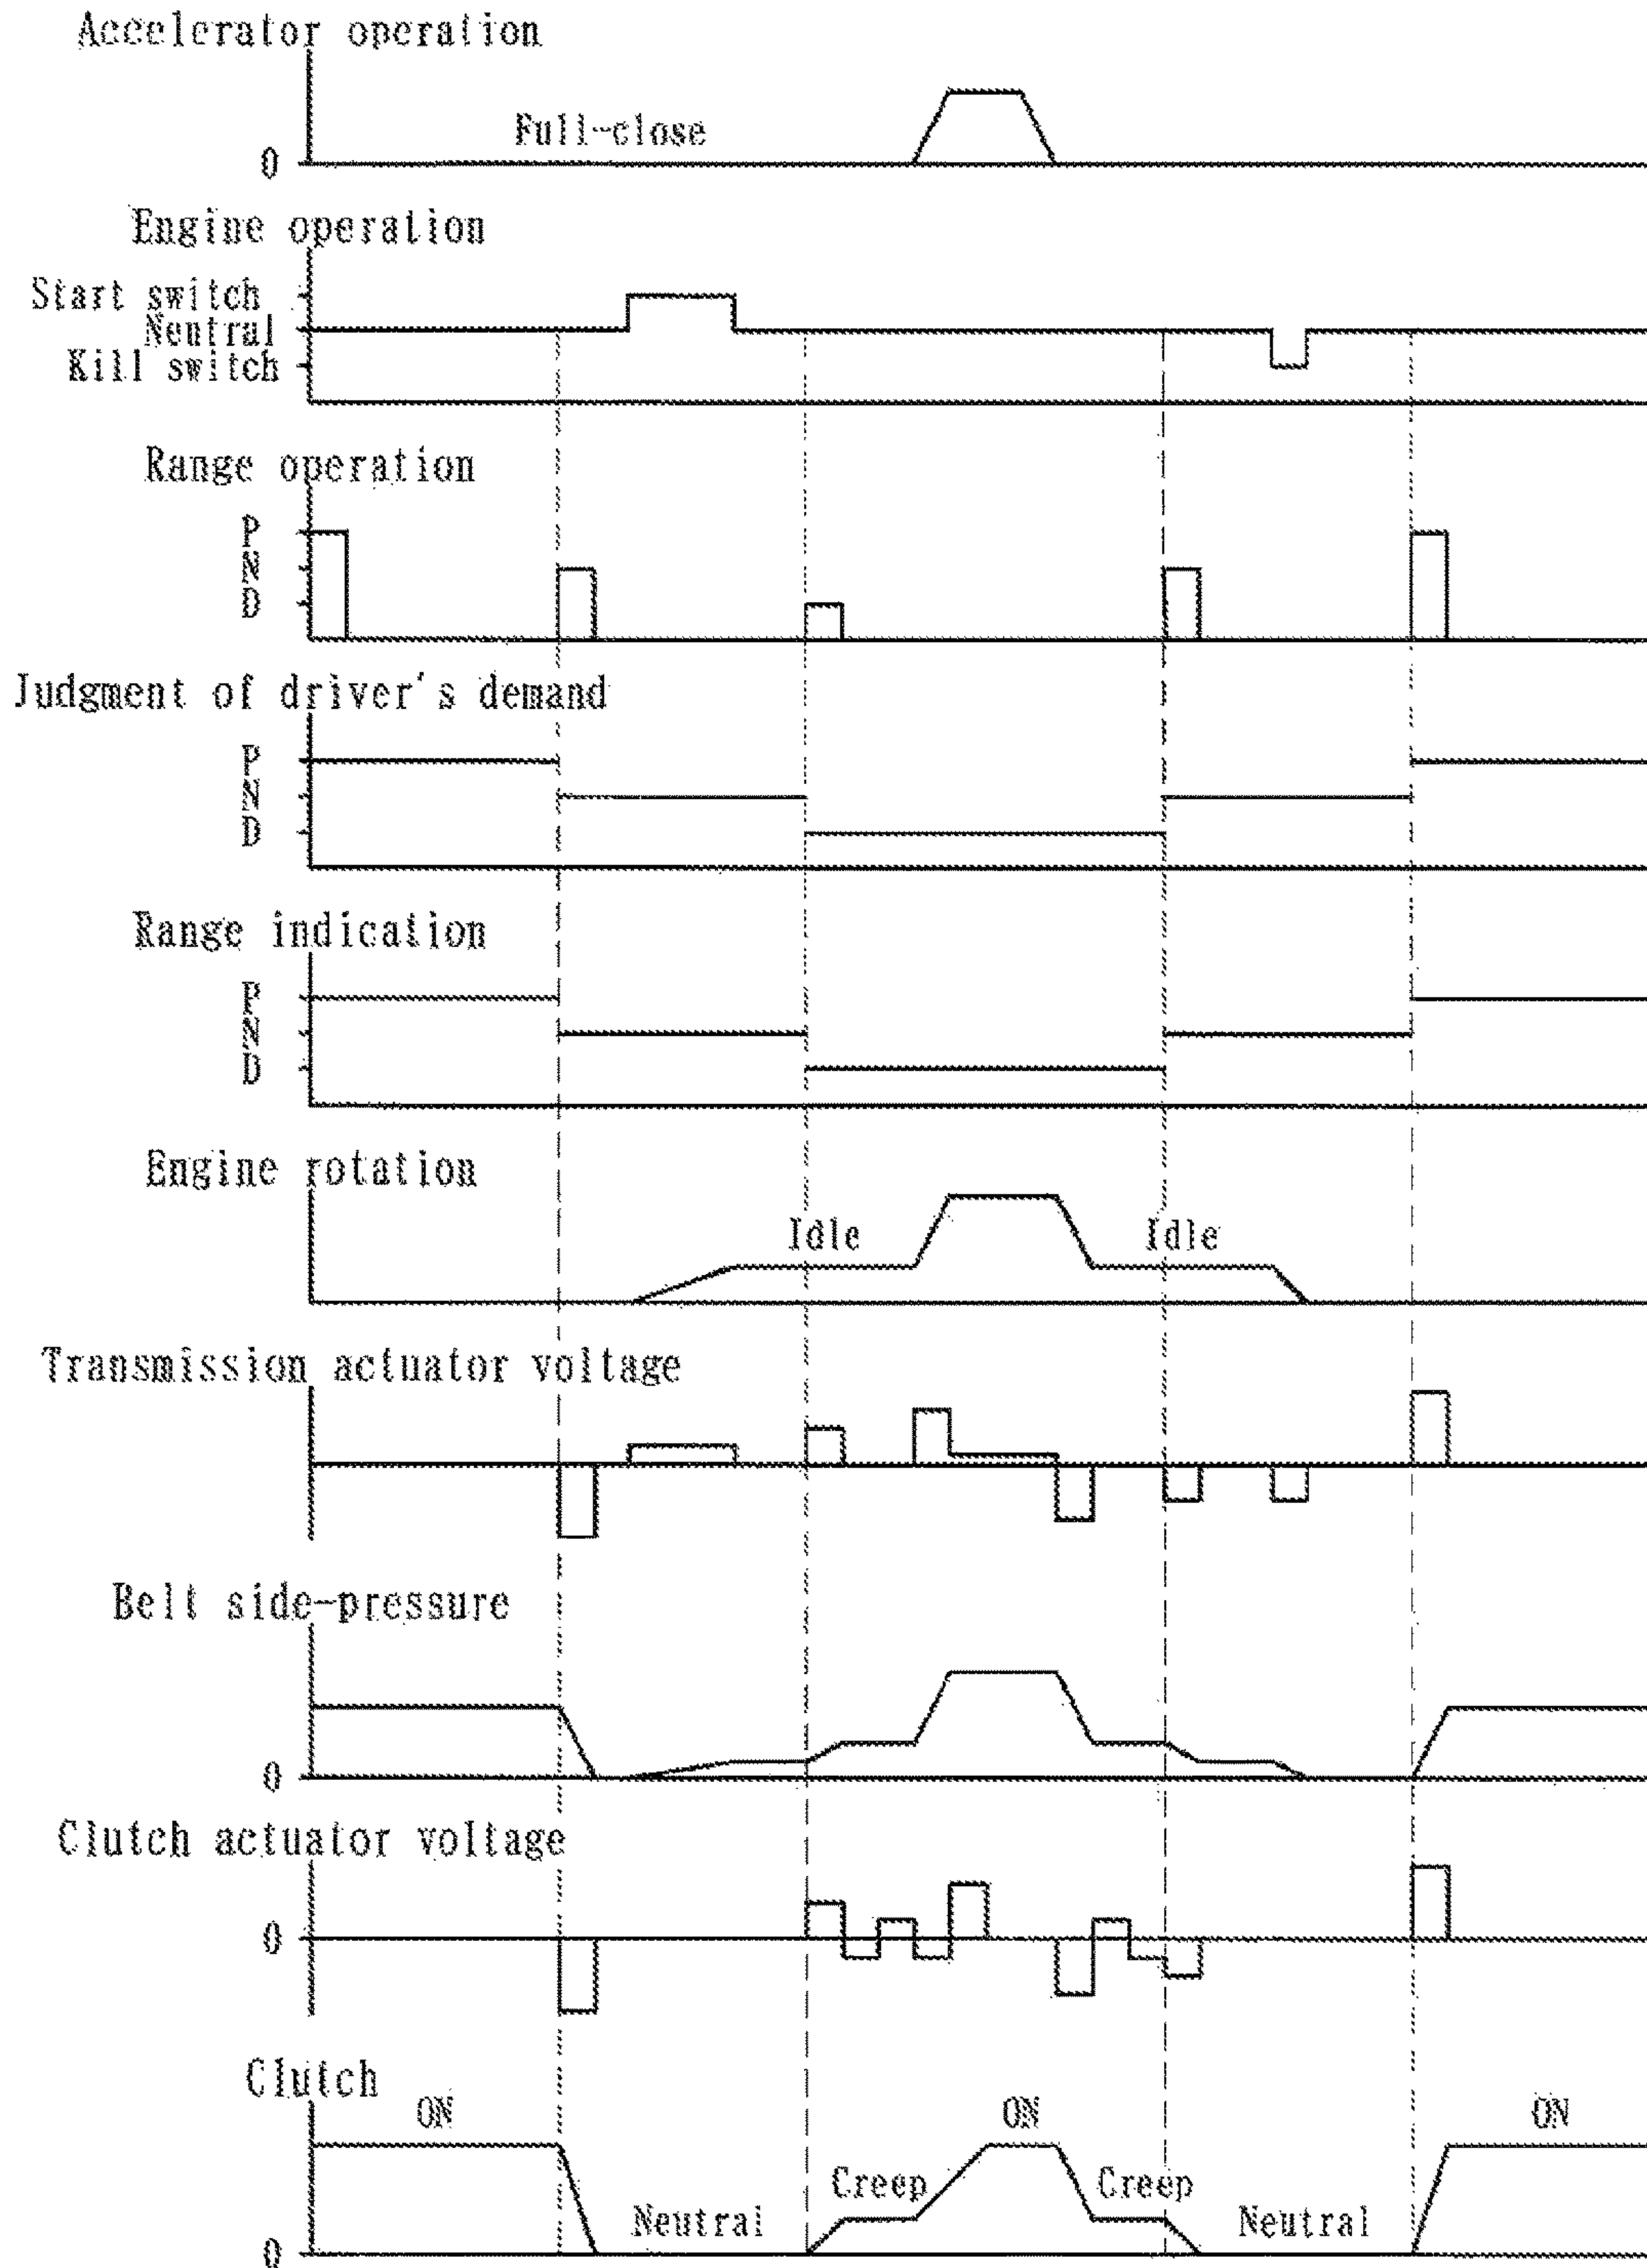 Accelerator operation
Full-close
0
Engine operation
Start switch
Neutral
Kill switch
Range operation
P
N
D
Judgment of driver's demand
P
N
D
Range indication
P
N
D
Engine rotation
Idle Idle
Transmission actuator voltage
Belt side-pressure
0
Clutch actuator voltage
0
Clutch
ON ON ON
Creep Creep
Neutral Neutral
0